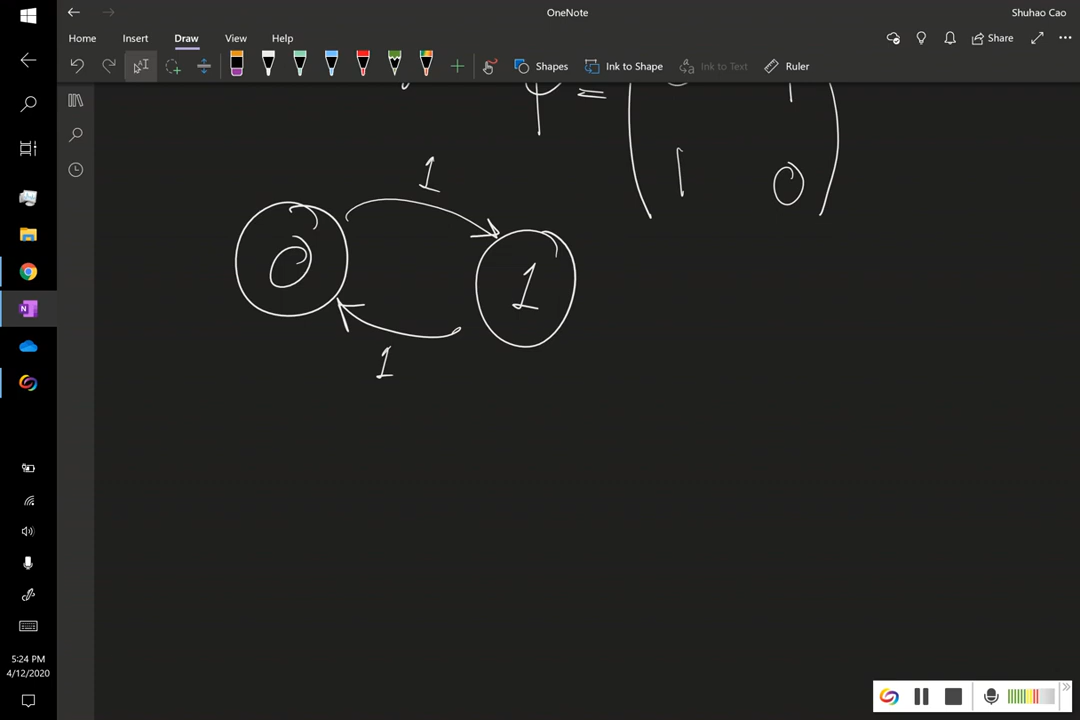 OneNote
Shuhao Cao
Home Insert Draw View Help
Share
Shapes Ink to Shape Ink to Text Ruler
=
1 0
1
0 1
1
5:24 PM
4/12/2020